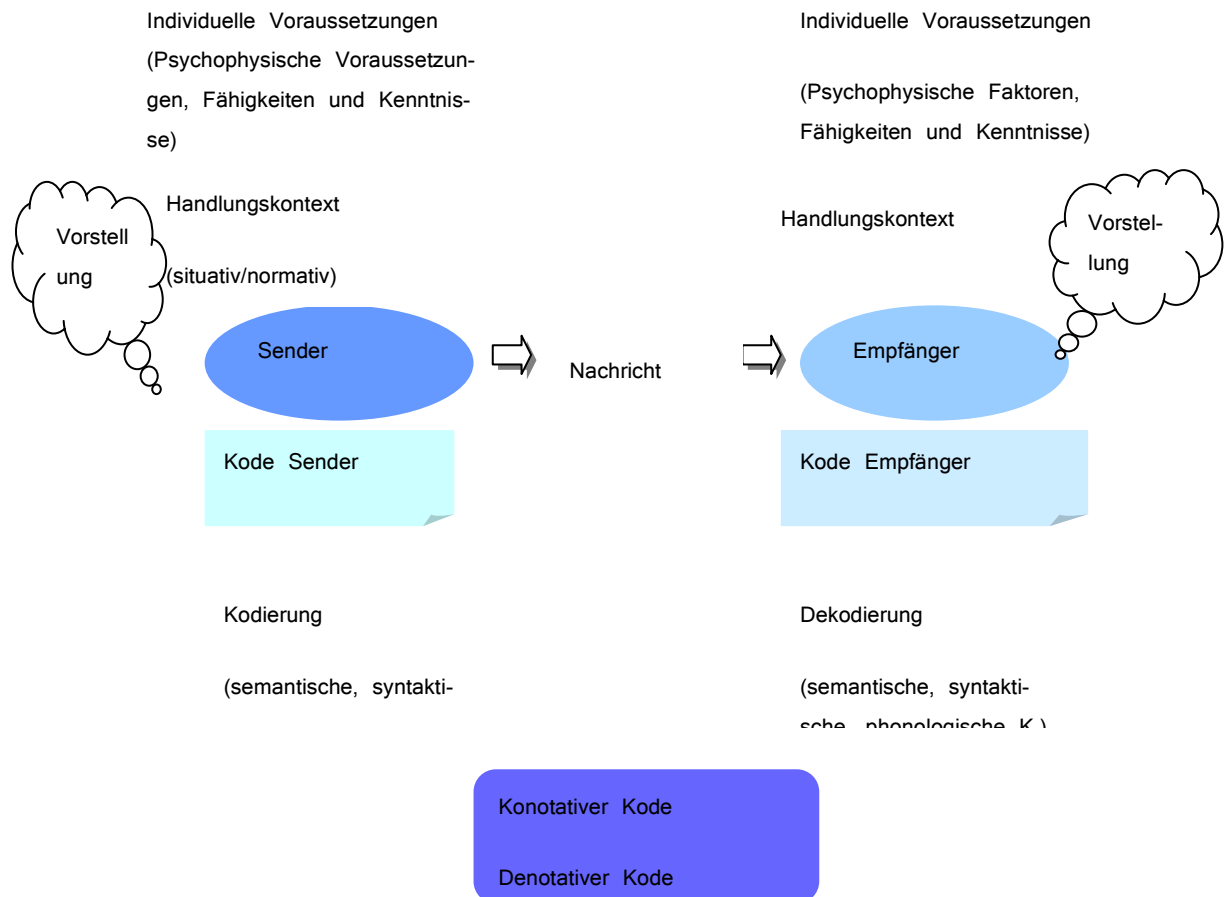 Individuelle Voraussetzungen
(Psychophysische Voraussetzun-
gen, Fähigkeiten und Kenntnis-
se)
Individuelle Voraussetzungen
(Psychophysische Faktoren,
Fähigkeiten und Kenntnisse)
Vorstell
ung
Handlungskontext
(situativ/normativ)
Handlungskontext
Vorstel-
lung
Sender
Nachricht
Empfänger
Kode Sender
Kode Empfänger
Kodierung
(semantische, syntakti-
Dekodierung
(semantische, syntakti-
sche, phonologische K.)
Konotativer Kode
Denotativer Kode